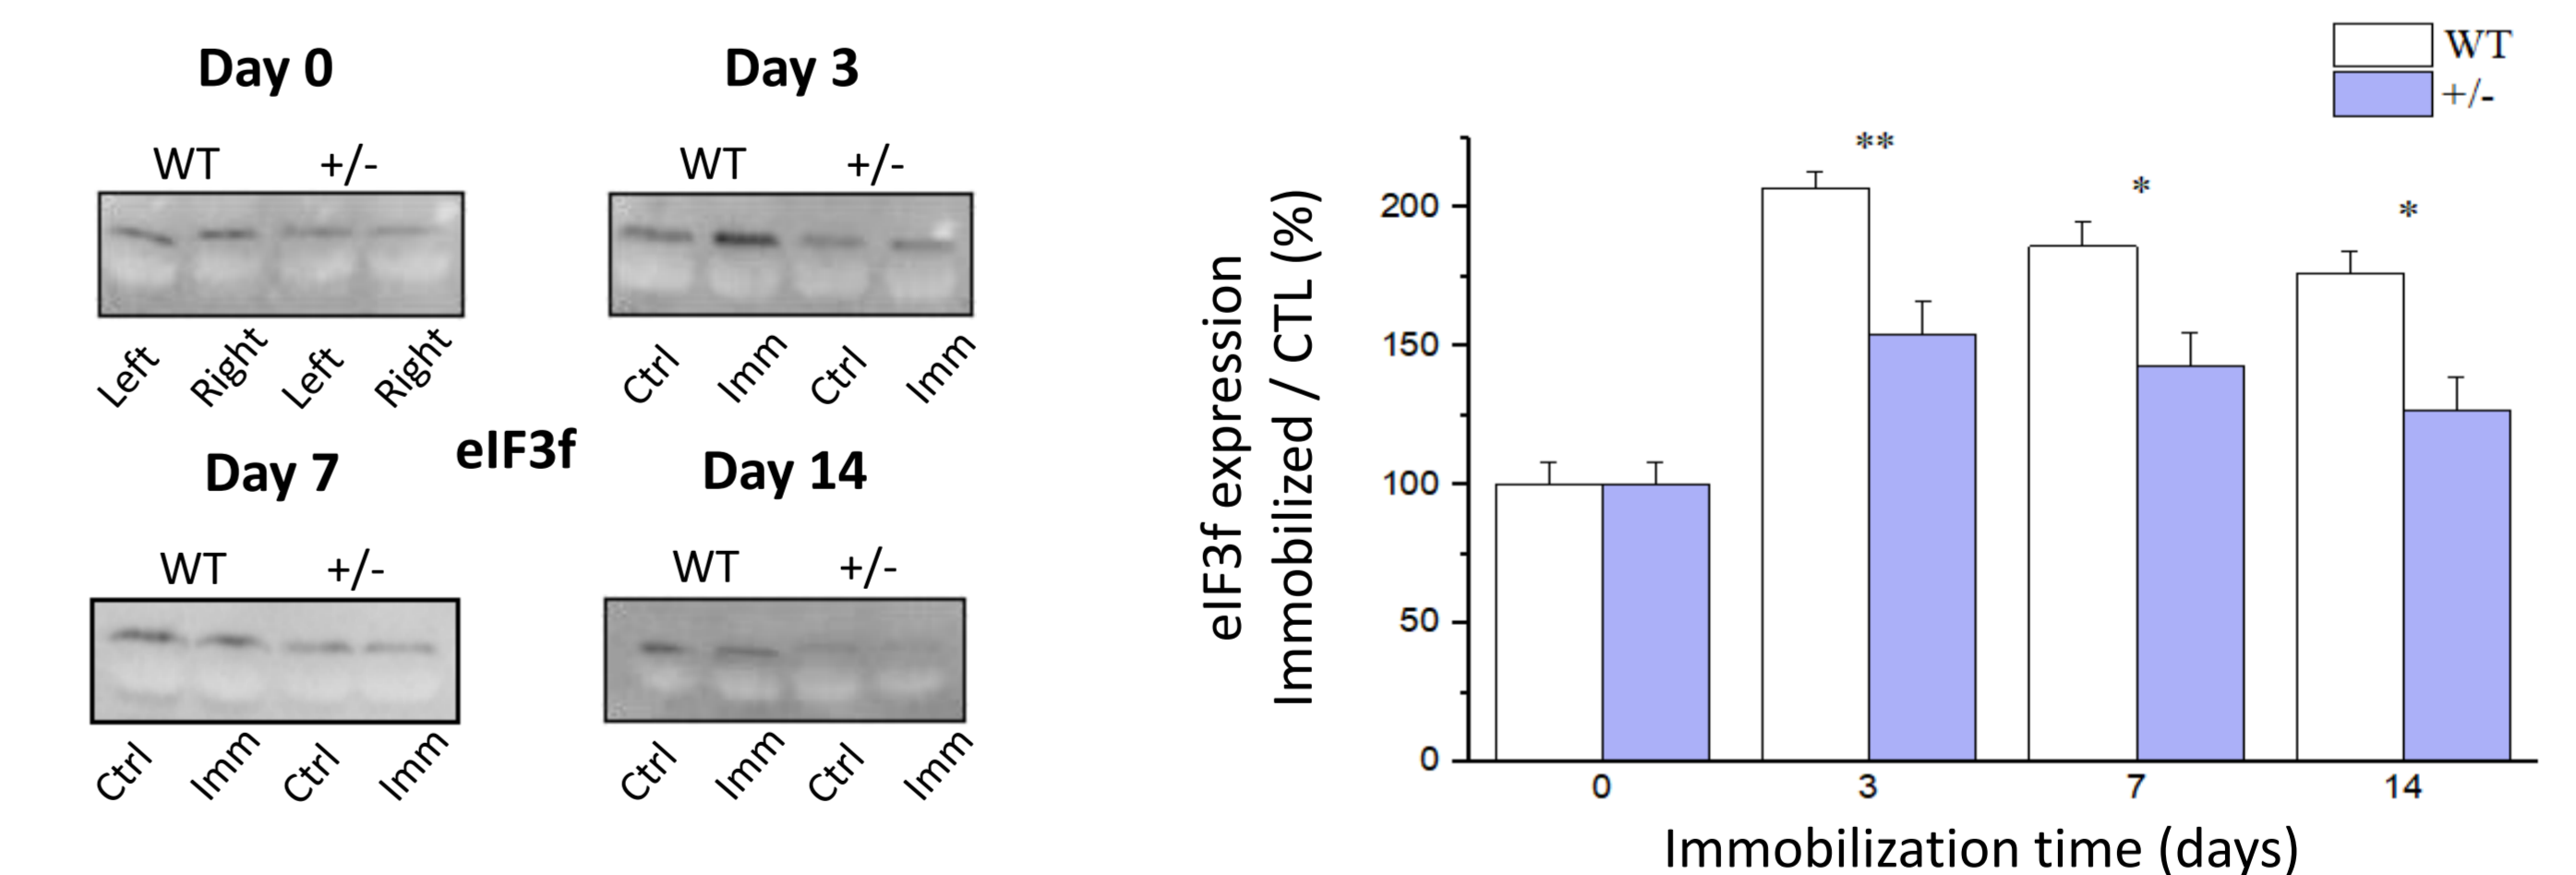 Day 0
WT +/-
Left Right Left Right
Day 3
WT +/-
Ctrl Imm Ctrl Imm
eIF3f
Day 7
WT +/-
Ctrl Imm Ctrl Imm
Day 14
WT +/-
Ctrl Imm Ctrl Imm
WT
+/-
eIF3f expression
Immobilized / CTL (%)
200
150
100
50
0
**
*
*
0 3 7 14
Immobilization time (days)